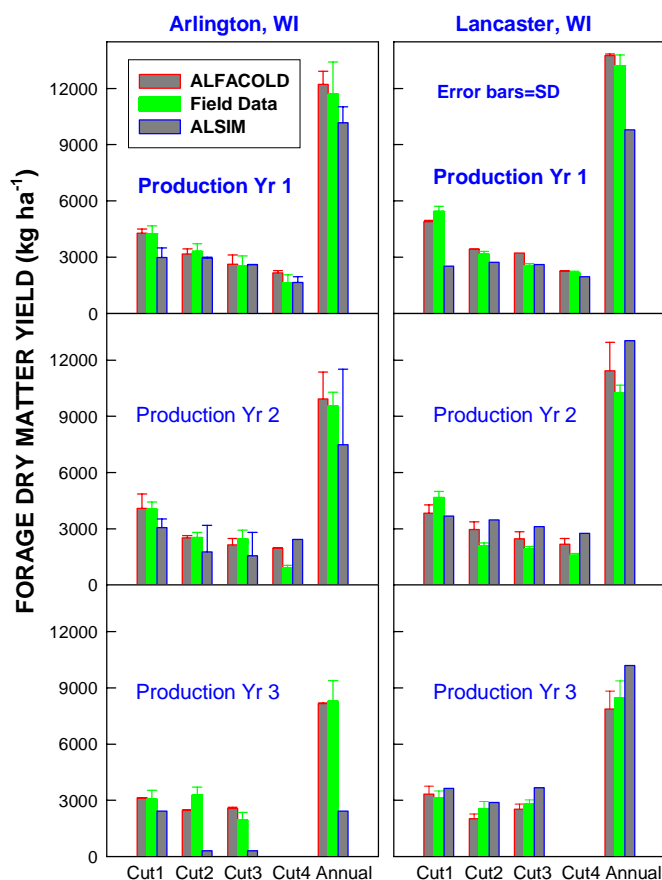 Arlington, WI
Lancaster, WI
FORAGE DRY MATTER YIELD (kg ha⁻¹)
12000
9000
6000
3000
0
ALFACOLD
Field Data
ALSIM
Production Yr 1
Error bars=SD
Production Yr 1
12000
9000
6000
3000
0
Production Yr 2
Production Yr 2
12000
9000
6000
3000
0
Production Yr 3
Production Yr 3
Cut1 Cut2 Cut3 Cut4 Annual
Cut1 Cut2 Cut3 Cut4 Annual